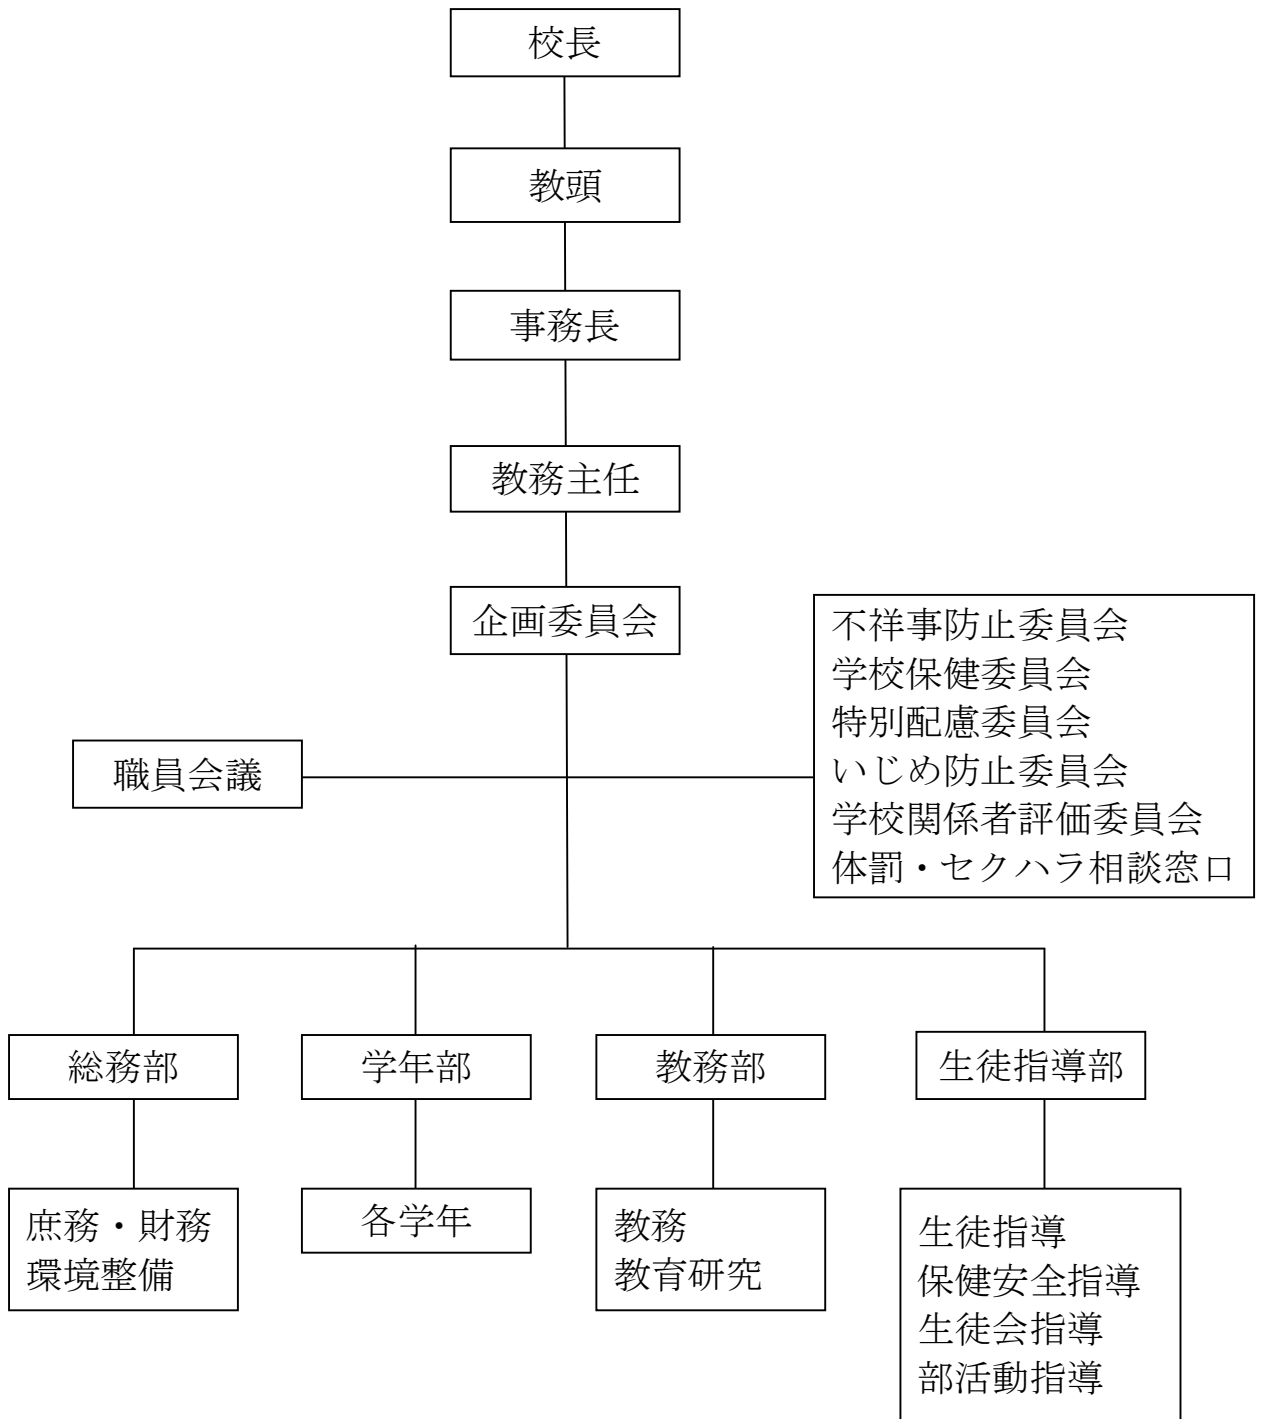 校長
教頭
事務長
教務主任
企画委員会
不祥事防止委員会
学校保健委員会
特別配慮委員会
いじめ防止委員会
学校関係者評価委員会
体罰・セクハラ相談窓口
職員会議
総務部
学年部
教務部
生徒指導部
庶務・財務
環境整備
各学年
教務
教育研究
生徒指導
保健安全指導
生徒会指導
部活動指導